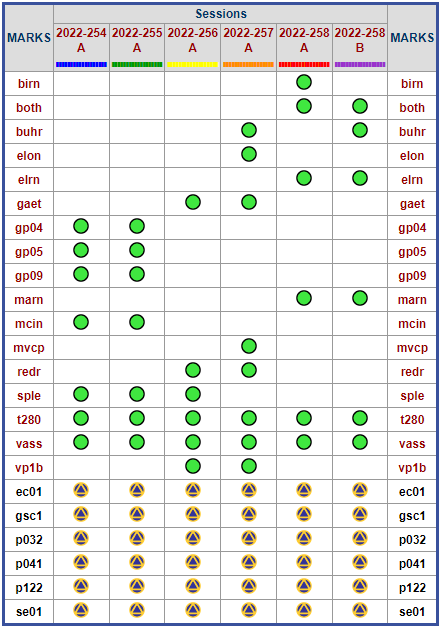 Sessions
MARKS 2022-254 2022-255 2022-256 2022-257 2022-258 2022-258 MARKS
A A A A A B
birn birn
both both
buhr buhr
elon elon
elrn elrn
gaet gaet
gp04 gp04
gp05 gp05
gp09 gp09
marn marn
mcin mcin
mvcp mvcp
redr redr
sple sple
t280 t280
vass vass
vp1b vp1b
ec01 ec01
gsc1 gsc1
p032 p032
p041 p041
p122 p122
se01 se01